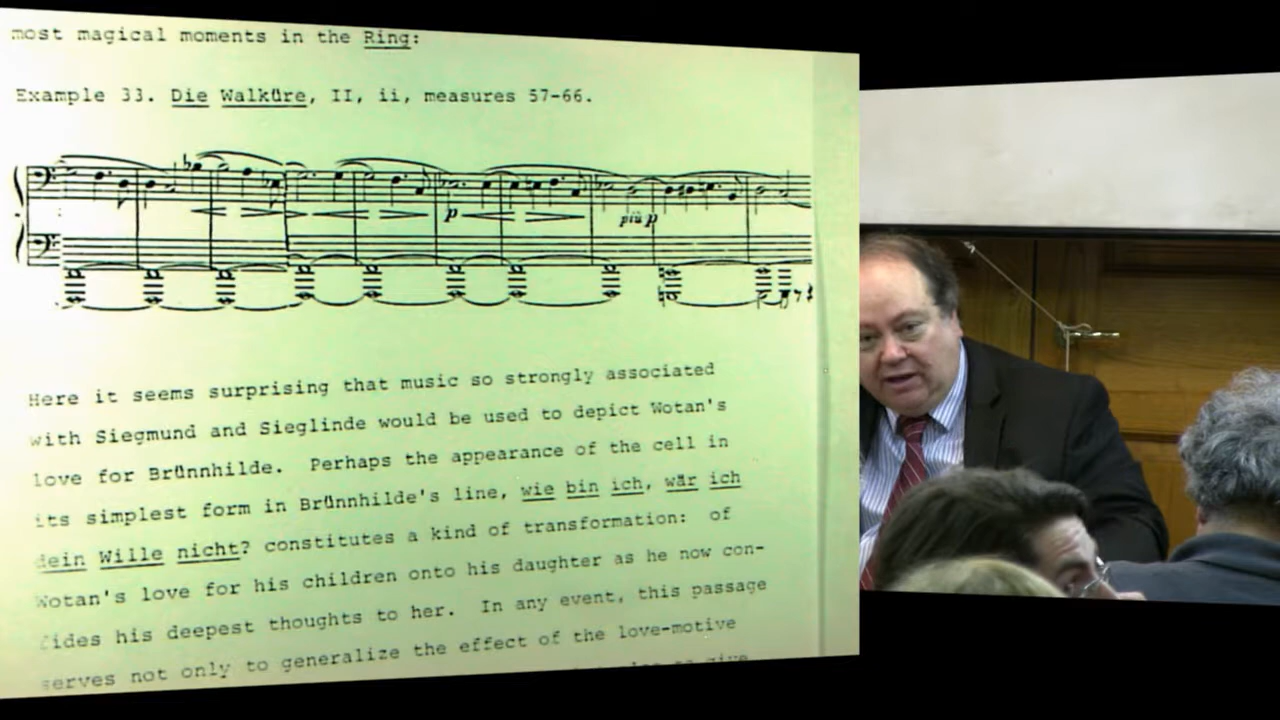 most magical moments in the Ring:
Example 33. Die Walküre, II, ii, measures 57-66.
p
più p
Here it seems surprising that music so strongly associated
with Siegmund and Sieglinde would be used to depict Wotan's
love for Brünnhilde. Perhaps the appearance of the cell in
its simplest form in Brünnhilde's line, wie bin ich, wär ich
dein Wille nicht? constitutes a kind of transformation: of
Wotan's love for his children onto his daughter as he now con-
fides his deepest thoughts to her. In any event, this passage
serves not only to generalize the effect of the love-motive